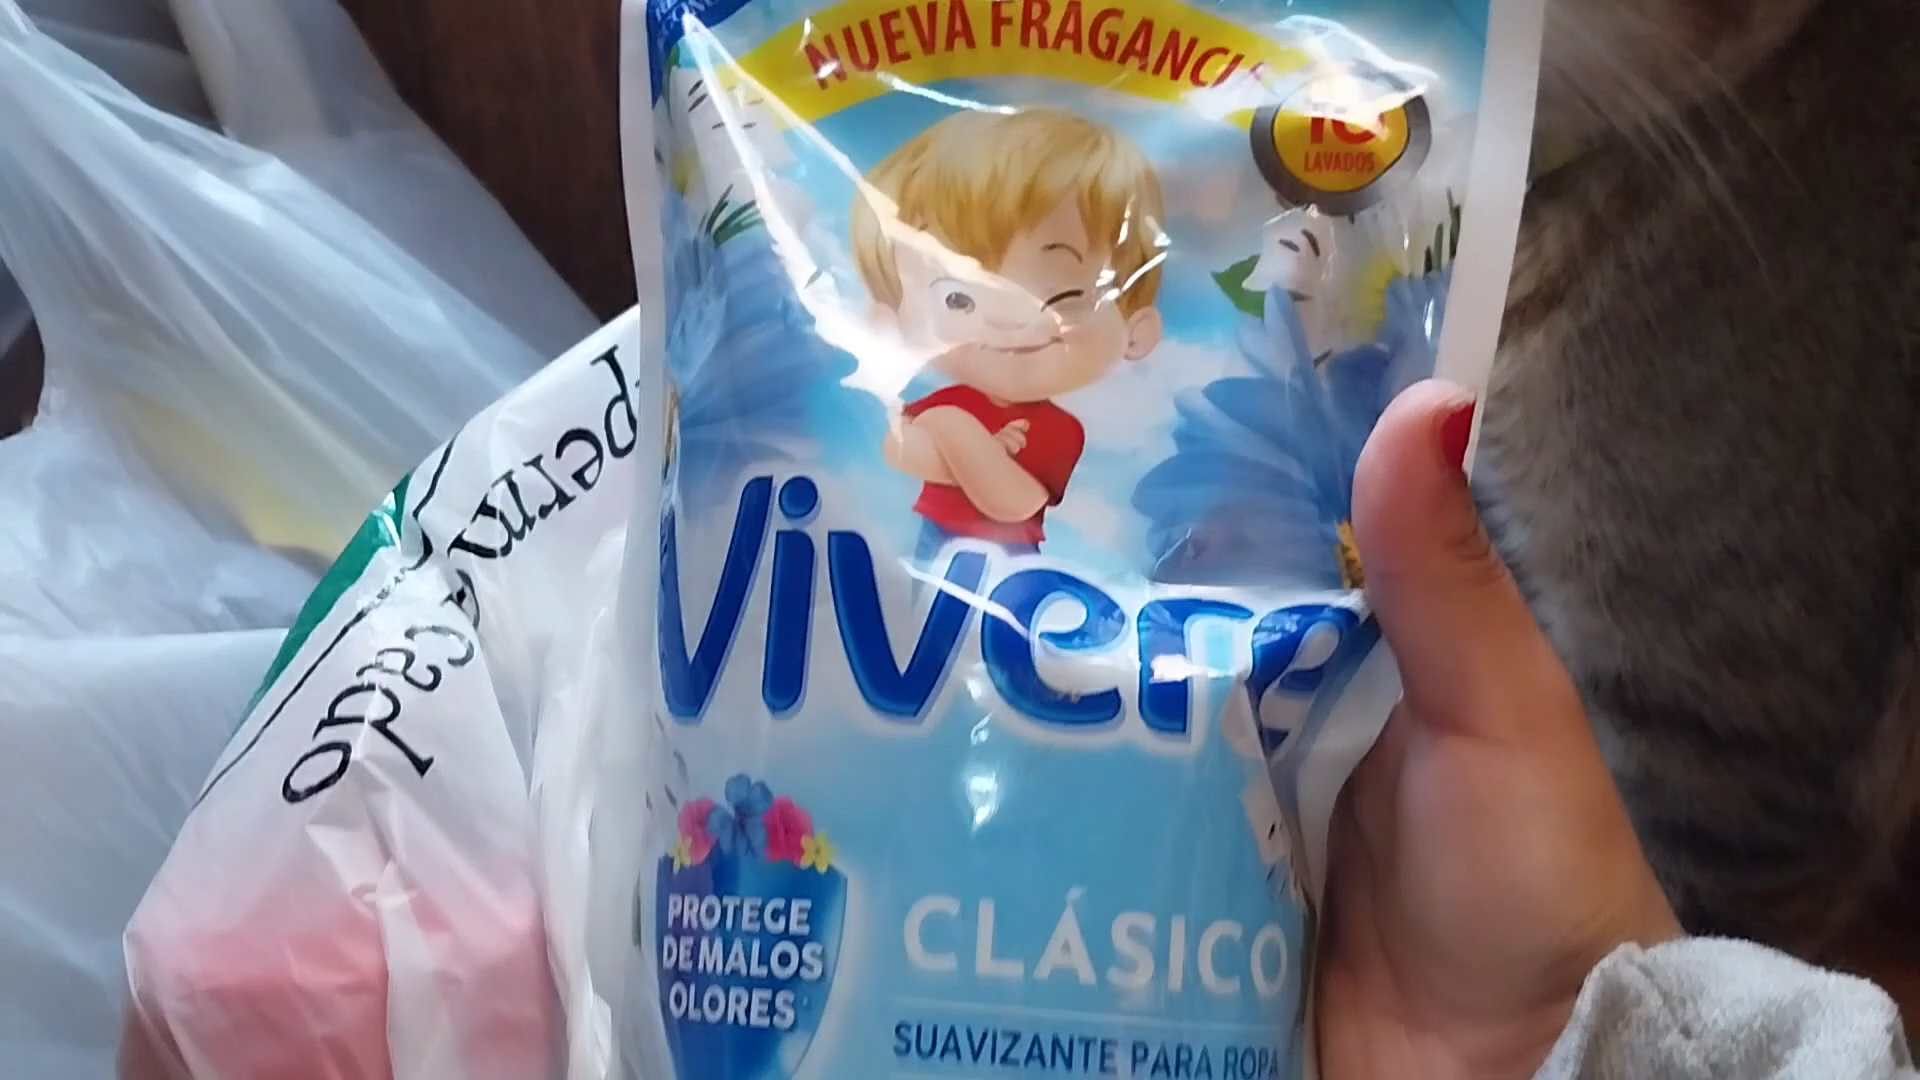 NUEVA FRAGANCIA
LAVADOS
Vivere
PROTEGE
DE MALOS
OLORES
CLÁSICO
SUAVIZANTE PARA ROPA